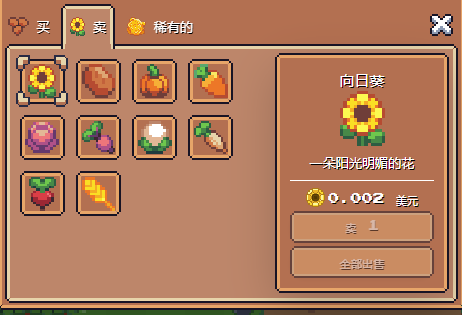 买 卖 稀有的
向日葵
一朵阳光明媚的花
0.002 美元
卖 1
全部出售